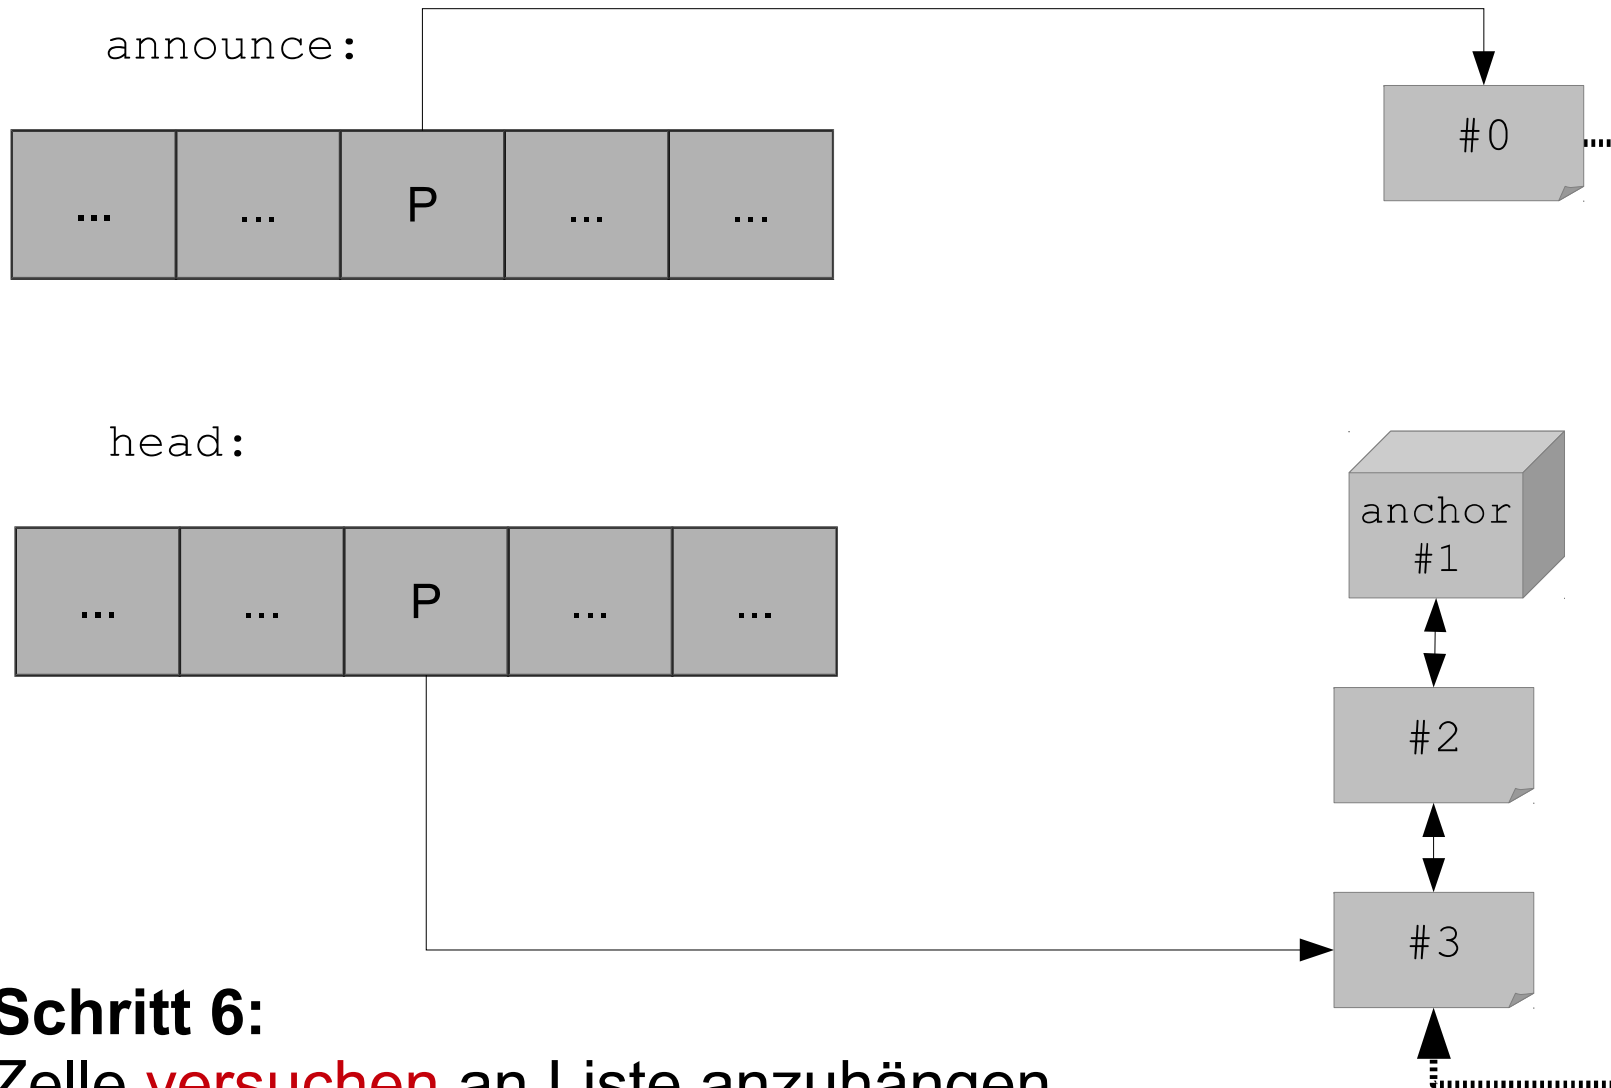 announce:
#0
... ... P ... ...
head:
anchor
#1
... ... P ... ...
#2
#3
Schritt 6:
Zelle versuchen an Liste anzuhängen